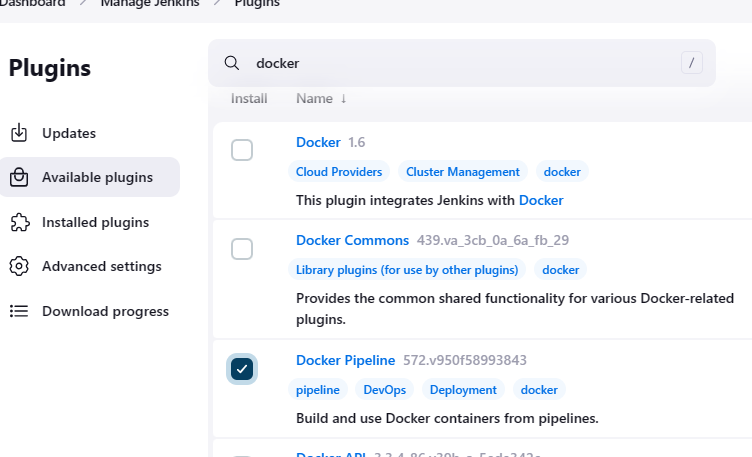 Dashboard / Manage Jenkins / Plugins
Plugins
docker
/
Install Name ↓
Updates
Available plugins
Installed plugins
Advanced settings
Download progress
Docker 1.6
Cloud Providers Cluster Management docker
This plugin integrates Jenkins with Docker
Docker Commons 439.va_3cb_0a_6a_fb_29
Library plugins (for use by other plugins) docker
Provides the common shared functionality for various Docker-related
plugins.
Docker Pipeline 572.v950f58993843
pipeline DevOps Deployment docker
Build and use Docker containers from pipelines.
Docker API